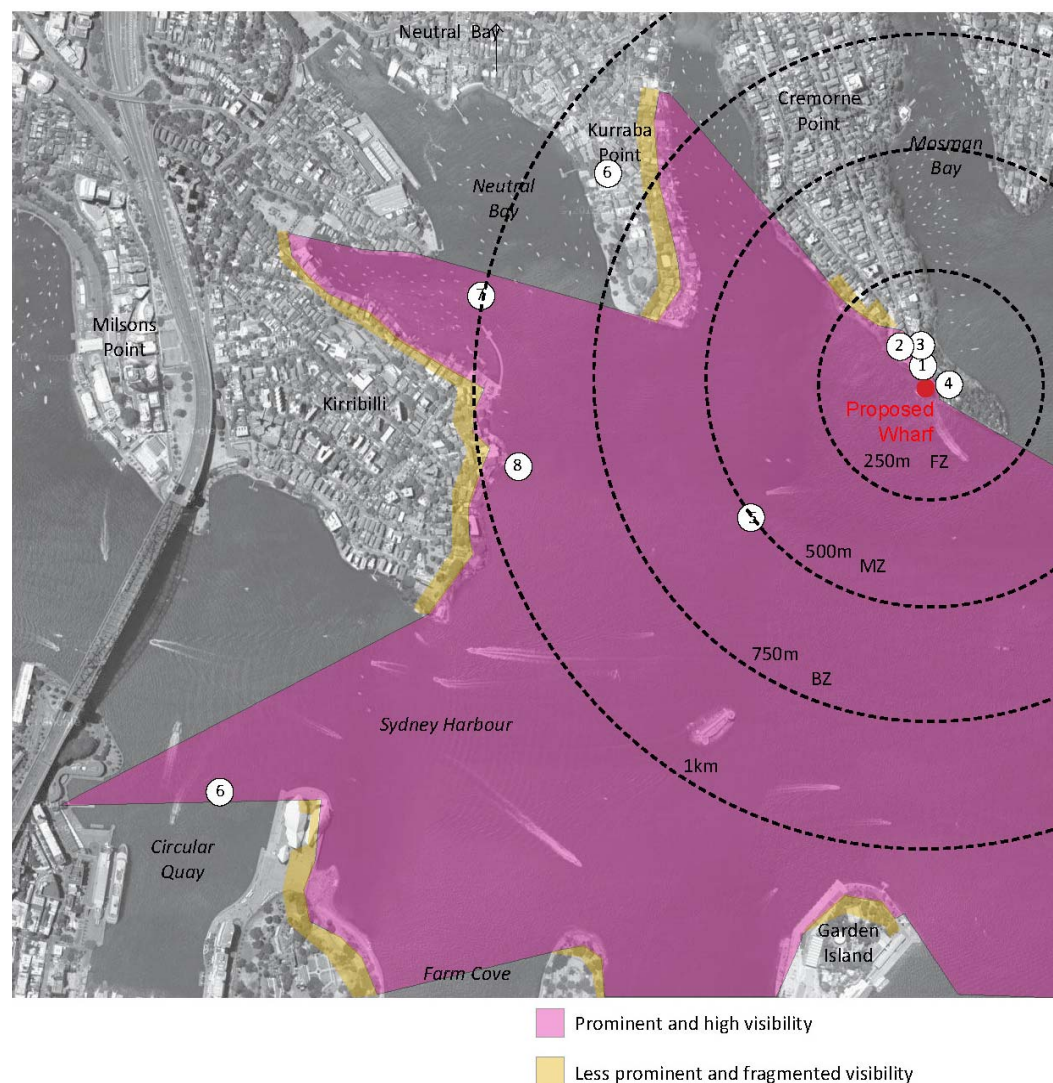 Neutral Bay
Cremorne
Point
Kurraba
Point
Mosman
Bay
6
Neutral
Bay
7
Milsons
Point
2
3
1
4
Kirribilli
Proposed
Wharf
250m FZ
8
5
500m
MZ
750m
BZ
Sydney Harbour
1km
6
Circular
Quay
Garden
Island
Farm Cove
Prominent and high visibility
Less prominent and fragmented visibility